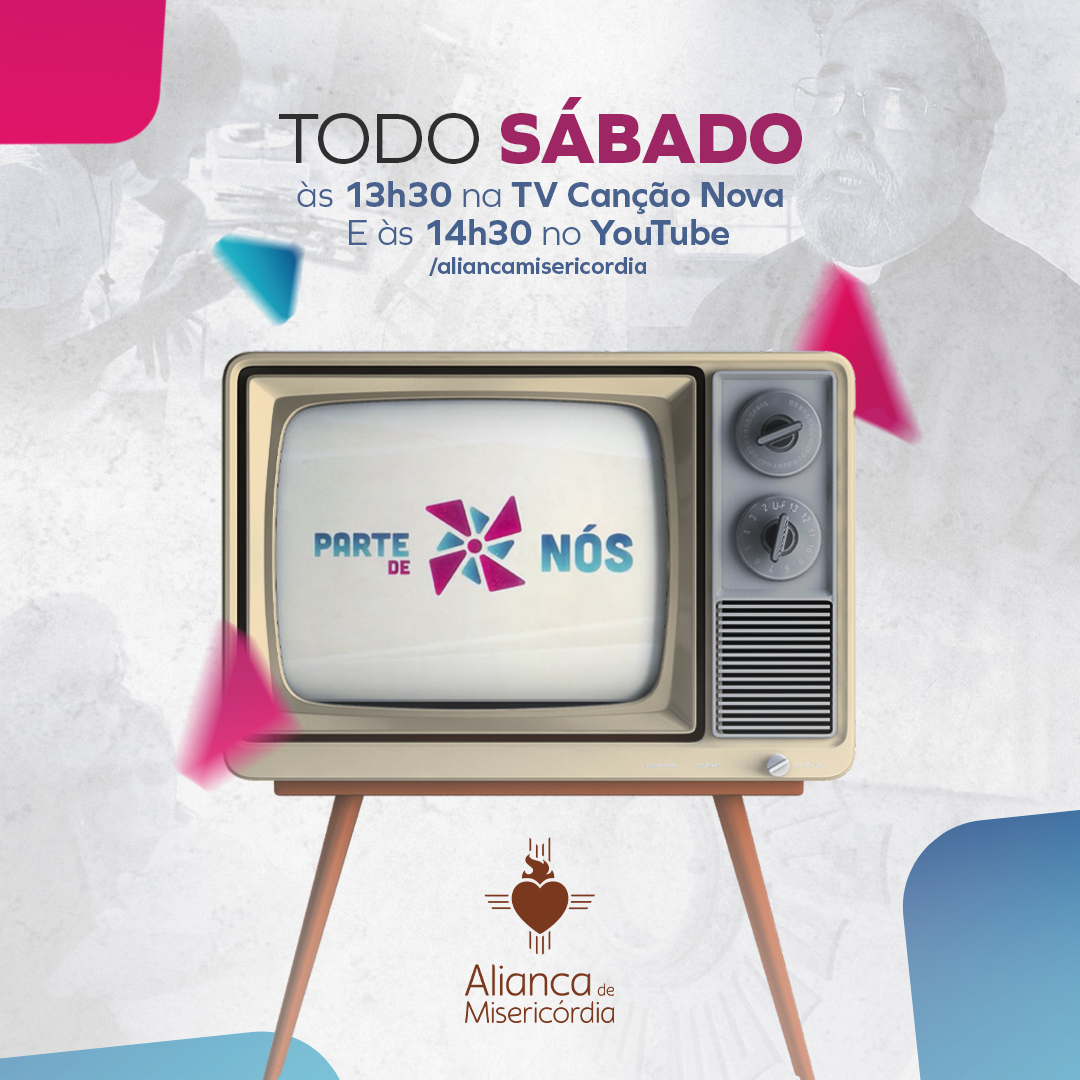 TODO SÁBADO
às 13h30 na TV Canção Nova
E às 14h30 no YouTube
/aliancamisericordia
PARTE
DE
NÓS
Alianca de
Misericórdia